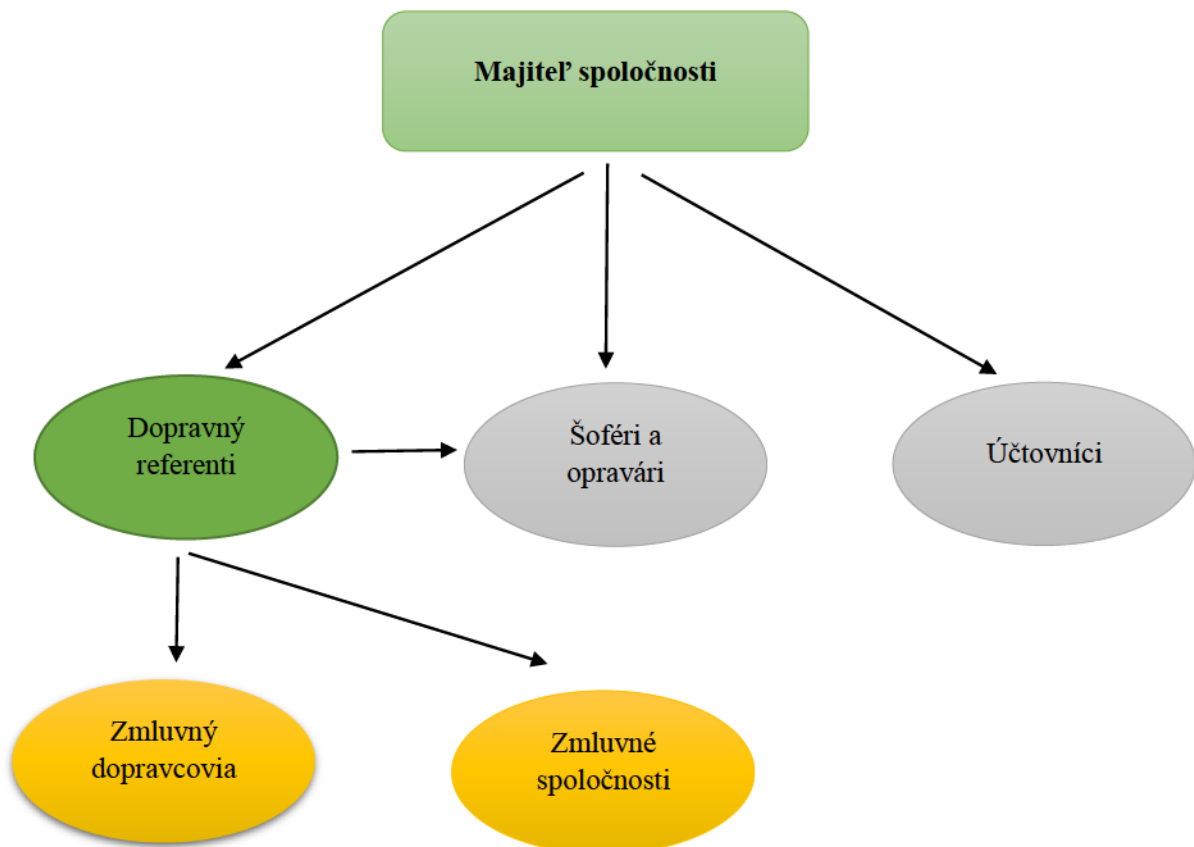 Majiteľ spoločnosti
Dopravný
referenti
Šoféri a
opravári
Účtovníci
Zmluvný
dopravcovia
Zmluvné
spoločnosti